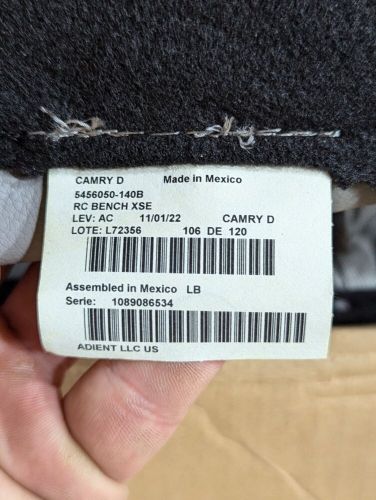 CAMRY D Made in Mexico
5456050-140B
RC BENCH XSE
LEV: AC 11/01/22 CAMRY D
LOTE: L72356 106 DE 120
Assembled in Mexico LB
Serie: 1089086534
ADIENT LLC US